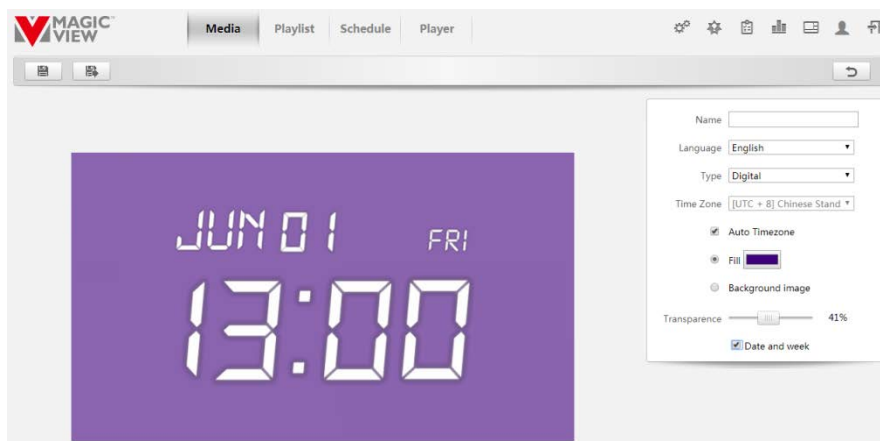 MAGIC™
VIEW
Media
Playlist
Schedule
Player
Name
Language English
Type Digital
Time Zone [UTC + 8] Chinese Stand
Auto Timezone
Fill
Background image
Transparence 41%
Date and week
JUN 01 FRI
13:00